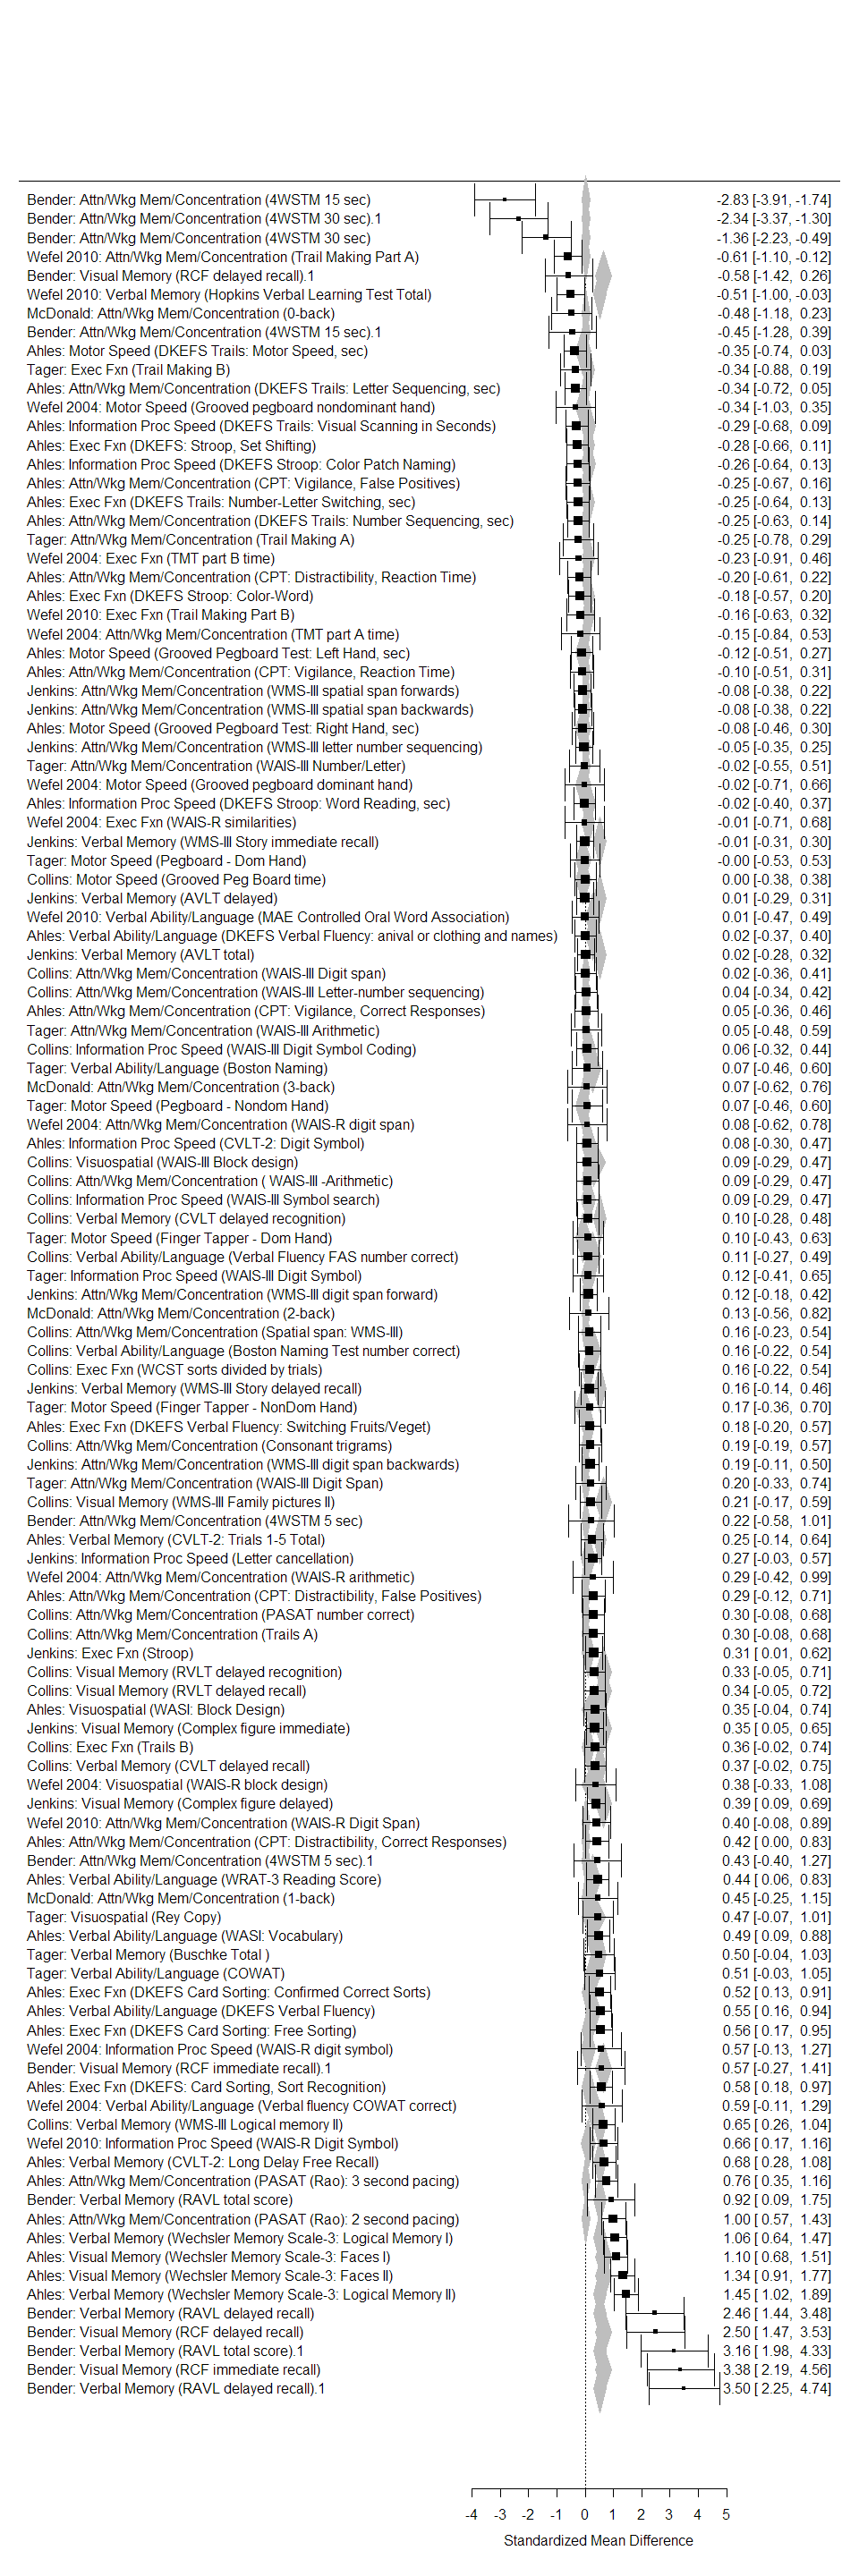 Bender: Attn/Wkg Mem/Concentration (4WSTM 15 sec) -2.83 [-3.91, -1.74]
Bender: Attn/Wkg Mem/Concentration (4WSTM 30 sec).1 -2.34 [-3.37, -1.30]
Bender: Attn/Wkg Mem/Concentration (4WSTM 30 sec) -1.36 [-2.23, -0.49]
Wefel 2010: Attn/Wkg Mem/Concentration (Trail Making Part A) -0.61 [-1.10, -0.12]
Bender: Visual Memory (RCF delayed recall).1 -0.58 [-1.42, 0.26]
Wefel 2010: Verbal Memory (Hopkins Verbal Learning Test Total) -0.51 [-1.00, -0.03]
McDonald: Attn/Wkg Mem/Concentration (0-back) -0.48 [-1.18, 0.23]
Bender: Attn/Wkg Mem/Concentration (4WSTM 15 sec).1 -0.45 [-1.28, 0.39]
Ahles: Motor Speed (DKEFS Trails: Motor Speed, sec) -0.35 [-0.74, 0.03]
Tager: Exec Fxn (Trail Making B) -0.34 [-0.88, 0.19]
Ahles: Attn/Wkg Mem/Concentration (DKEFS Trails: Letter Sequencing, sec) -0.34 [-0.72, 0.05]
Wefel 2004: Motor Speed (Grooved pegboard nondominant hand) -0.34 [-1.03, 0.35]
Ahles: Information Proc Speed (DKEFS Trails: Visual Scanning in Seconds) -0.29 [-0.68, 0.09]
Ahles: Exec Fxn (DKEFS: Stroop, Set Shifting) -0.28 [-0.66, 0.11]
Ahles: Information Proc Speed (DKEFS Stroop: Color Patch Naming) -0.26 [-0.64, 0.13]
Ahles: Attn/Wkg Mem/Concentration (CPT: Vigilance, False Positives) -0.25 [-0.67, 0.16]
Ahles: Exec Fxn (DKEFS Trails: Number-Letter Switching, sec) -0.25 [-0.64, 0.13]
Ahles: Attn/Wkg Mem/Concentration (DKEFS Trails: Number Sequencing, sec) -0.25 [-0.63, 0.14]
Tager: Attn/Wkg Mem/Concentration (Trail Making A) -0.25 [-0.78, 0.29]
Wefel 2004: Exec Fxn (TMT part B time) -0.23 [-0.91, 0.46]
Ahles: Attn/Wkg Mem/Concentration (CPT: Distractibility, Reaction Time) -0.20 [-0.61, 0.22]
Ahles: Exec Fxn (DKEFS Stroop: Color-Word) -0.18 [-0.57, 0.20]
Wefel 2010: Exec Fxn (Trail Making Part B) -0.16 [-0.63, 0.32]
Wefel 2004: Attn/Wkg Mem/Concentration (TMT part A time) -0.15 [-0.84, 0.53]
Ahles: Motor Speed (Grooved Pegboard Test: Left Hand, sec) -0.12 [-0.51, 0.27]
Ahles: Attn/Wkg Mem/Concentration (CPT: Vigilance, Reaction Time) -0.10 [-0.51, 0.31]
Jenkins: Attn/Wkg Mem/Concentration (WMS-III spatial span forwards) -0.08 [-0.38, 0.22]
Jenkins: Attn/Wkg Mem/Concentration (WMS-III spatial span backwards) -0.08 [-0.38, 0.22]
Ahles: Motor Speed (Grooved Pegboard Test: Right Hand, sec) -0.08 [-0.46, 0.30]
Jenkins: Attn/Wkg Mem/Concentration (WMS-III letter number sequencing) -0.05 [-0.35, 0.25]
Tager: Attn/Wkg Mem/Concentration (WAIS-III Number/Letter) -0.02 [-0.55, 0.51]
Wefel 2004: Motor Speed (Grooved pegboard dominant hand) -0.02 [-0.71, 0.66]
Ahles: Information Proc Speed (DKEFS Stroop: Word Reading, sec) -0.02 [-0.40, 0.37]
Wefel 2004: Exec Fxn (WAIS-R similarities) -0.01 [-0.71, 0.68]
Jenkins: Verbal Memory (WMS-III Story immediate recall) -0.01 [-0.31, 0.30]
Tager: Motor Speed (Pegboard - Dom Hand) -0.00 [-0.53, 0.53]
Collins: Motor Speed (Grooved Peg Board time) 0.00 [-0.38, 0.38]
Jenkins: Verbal Memory (AVLT delayed) 0.01 [-0.29, 0.31]
Wefel 2010: Verbal Ability/Language (MAE Controlled Oral Word Association) 0.01 [-0.47, 0.49]
Ahles: Verbal Ability/Language (DKEFS Verbal Fluency: anival or clothing and names) 0.02 [-0.37, 0.40]
Jenkins: Verbal Memory (AVLT total) 0.02 [-0.28, 0.32]
Collins: Attn/Wkg Mem/Concentration (WAIS-III Digit span) 0.02 [-0.36, 0.41]
Collins: Attn/Wkg Mem/Concentration (WAIS-III Letter-number sequencing) 0.04 [-0.34, 0.42]
Ahles: Attn/Wkg Mem/Concentration (CPT: Vigilance, Correct Responses) 0.05 [-0.36, 0.46]
Tager: Attn/Wkg Mem/Concentration (WAIS-III Arithmetic) 0.05 [-0.48, 0.59]
Collins: Information Proc Speed (WAIS-III Digit Symbol Coding) 0.06 [-0.32, 0.44]
Tager: Verbal Ability/Language (Boston Naming) 0.07 [-0.46, 0.60]
McDonald: Attn/Wkg Mem/Concentration (3-back) 0.07 [-0.62, 0.76]
Tager: Motor Speed (Pegboard - Nondom Hand) 0.07 [-0.46, 0.60]
Wefel 2004: Attn/Wkg Mem/Concentration (WAIS-R digit span) 0.08 [-0.62, 0.78]
Ahles: Information Proc Speed (CVLT-2: Digit Symbol) 0.08 [-0.30, 0.47]
Collins: Visuospatial (WAIS-III Block design) 0.09 [-0.29, 0.47]
Collins: Attn/Wkg Mem/Concentration ( WAIS-III -Arithmetic) 0.09 [-0.29, 0.47]
Collins: Information Proc Speed (WAIS-III Symbol search) 0.09 [-0.29, 0.47]
Collins: Verbal Memory (CVLT delayed recognition) 0.10 [-0.28, 0.48]
Tager: Motor Speed (Finger Tapper - Dom Hand) 0.10 [-0.43, 0.63]
Collins: Verbal Ability/Language (Verbal Fluency FAS number correct) 0.11 [-0.27, 0.49]
Tager: Information Proc Speed (WAIS-III Digit Symbol) 0.12 [-0.41, 0.65]
Jenkins: Attn/Wkg Mem/Concentration (WMS-III digit span forward) 0.12 [-0.18, 0.42]
McDonald: Attn/Wkg Mem/Concentration (2-back) 0.13 [-0.56, 0.82]
Collins: Attn/Wkg Mem/Concentration (Spatial span: WMS-III) 0.16 [-0.23, 0.54]
Collins: Verbal Ability/Language (Boston Naming Test number correct) 0.16 [-0.22, 0.54]
Collins: Exec Fxn (WCST sorts divided by trials) 0.16 [-0.22, 0.54]
Jenkins: Verbal Memory (WMS-III Story delayed recall) 0.16 [-0.14, 0.46]
Tager: Motor Speed (Finger Tapper - NonDom Hand) 0.17 [-0.36, 0.70]
Ahles: Exec Fxn (DKEFS Verbal Fluency: Switching Fruits/Veget) 0.18 [-0.20, 0.57]
Collins: Attn/Wkg Mem/Concentration (Consonant trigrams) 0.19 [-0.19, 0.57]
Jenkins: Attn/Wkg Mem/Concentration (WMS-III digit span backwards) 0.19 [-0.11, 0.50]
Tager: Attn/Wkg Mem/Concentration (WAIS-III Digit Span) 0.20 [-0.33, 0.74]
Collins: Visual Memory (WMS-III Family pictures II) 0.21 [-0.17, 0.59]
Bender: Attn/Wkg Mem/Concentration (4WSTM 5 sec) 0.22 [-0.58, 1.01]
Ahles: Verbal Memory (CVLT-2: Trials 1-5 Total) 0.25 [-0.14, 0.64]
Jenkins: Information Proc Speed (Letter cancellation) 0.27 [-0.03, 0.57]
Wefel 2004: Attn/Wkg Mem/Concentration (WAIS-R arithmetic) 0.29 [-0.42, 0.99]
Ahles: Attn/Wkg Mem/Concentration (CPT: Distractibility, False Positives) 0.29 [-0.12, 0.71]
Collins: Attn/Wkg Mem/Concentration (PASAT number correct) 0.30 [-0.08, 0.68]
Collins: Attn/Wkg Mem/Concentration (Trails A) 0.30 [-0.08, 0.68]
Jenkins: Exec Fxn (Stroop) 0.31 [ 0.01, 0.62]
Collins: Visual Memory (RVLT delayed recognition) 0.33 [-0.05, 0.71]
Collins: Visual Memory (RVLT delayed recall) 0.34 [-0.05, 0.72]
Ahles: Visuospatial (WASI: Block Design) 0.35 [-0.04, 0.74]
Jenkins: Visual Memory (Complex figure immediate) 0.35 [ 0.05, 0.65]
Collins: Exec Fxn (Trails B) 0.36 [-0.02, 0.74]
Collins: Verbal Memory (CVLT delayed recall) 0.37 [-0.02, 0.75]
Wefel 2004: Visuospatial (WAIS-R block design) 0.38 [-0.33, 1.08]
Jenkins: Visual Memory (Complex figure delayed) 0.39 [ 0.09, 0.69]
Wefel 2010: Attn/Wkg Mem/Concentration (WAIS-R Digit Span) 0.40 [-0.08, 0.89]
Ahles: Attn/Wkg Mem/Concentration (CPT: Distractibility, Correct Responses) 0.42 [ 0.00, 0.83]
Bender: Attn/Wkg Mem/Concentration (4WSTM 5 sec).1 0.43 [-0.40, 1.27]
Ahles: Verbal Ability/Language (WRAT-3 Reading Score) 0.44 [ 0.06, 0.83]
McDonald: Attn/Wkg Mem/Concentration (1-back) 0.45 [-0.25, 1.15]
Tager: Visuospatial (Rey Copy) 0.47 [-0.07, 1.01]
Ahles: Verbal Ability/Language (WASI: Vocabulary) 0.49 [ 0.09, 0.88]
Tager: Verbal Memory (Buschke Total ) 0.50 [-0.04, 1.03]
Tager: Verbal Ability/Language (COWAT) 0.51 [-0.03, 1.05]
Ahles: Exec Fxn (DKEFS Card Sorting: Confirmed Correct Sorts) 0.52 [ 0.13, 0.91]
Ahles: Verbal Ability/Language (DKEFS Verbal Fluency) 0.55 [ 0.16, 0.94]
Ahles: Exec Fxn (DKEFS Card Sorting: Free Sorting) 0.56 [ 0.17, 0.95]
Wefel 2004: Information Proc Speed (WAIS-R digit symbol) 0.57 [-0.13, 1.27]
Bender: Visual Memory (RCF immediate recall).1 0.57 [-0.27, 1.41]
Ahles: Exec Fxn (DKEFS: Card Sorting, Sort Recognition) 0.58 [ 0.18, 0.97]
Wefel 2004: Verbal Ability/Language (Verbal fluency COWAT correct) 0.59 [-0.11, 1.29]
Collins: Verbal Memory (WMS-III Logical memory II) 0.65 [ 0.26, 1.04]
Wefel 2010: Information Proc Speed (WAIS-R Digit Symbol) 0.66 [ 0.17, 1.16]
Ahles: Verbal Memory (CVLT-2: Long Delay Free Recall) 0.68 [ 0.28, 1.08]
Ahles: Attn/Wkg Mem/Concentration (PASAT (Rao): 3 second pacing) 0.76 [ 0.35, 1.16]
Bender: Verbal Memory (RAVL total score) 0.92 [ 0.09, 1.75]
Ahles: Attn/Wkg Mem/Concentration (PASAT (Rao): 2 second pacing) 1.00 [ 0.57, 1.43]
Ahles: Verbal Memory (Wechsler Memory Scale-3: Logical Memory I) 1.06 [ 0.64, 1.47]
Ahles: Visual Memory (Wechsler Memory Scale-3: Faces I) 1.10 [ 0.68, 1.51]
Ahles: Visual Memory (Wechsler Memory Scale-3: Faces II) 1.34 [ 0.91, 1.77]
Ahles: Verbal Memory (Wechsler Memory Scale-3: Logical Memory II) 1.45 [ 1.02, 1.89]
Bender: Verbal Memory (RAVL delayed recall) 2.46 [ 1.44, 3.48]
Bender: Visual Memory (RCF delayed recall) 2.50 [ 1.47, 3.53]
Bender: Verbal Memory (RAVL total score).1 3.16 [ 1.98, 4.33]
Bender: Visual Memory (RCF immediate recall) 3.38 [ 2.19, 4.56]
Bender: Verbal Memory (RAVL delayed recall).1 3.50 [ 2.25, 4.74]
-4 -3 -2 -1 0 1 2 3 4 5
Standardized Mean Difference